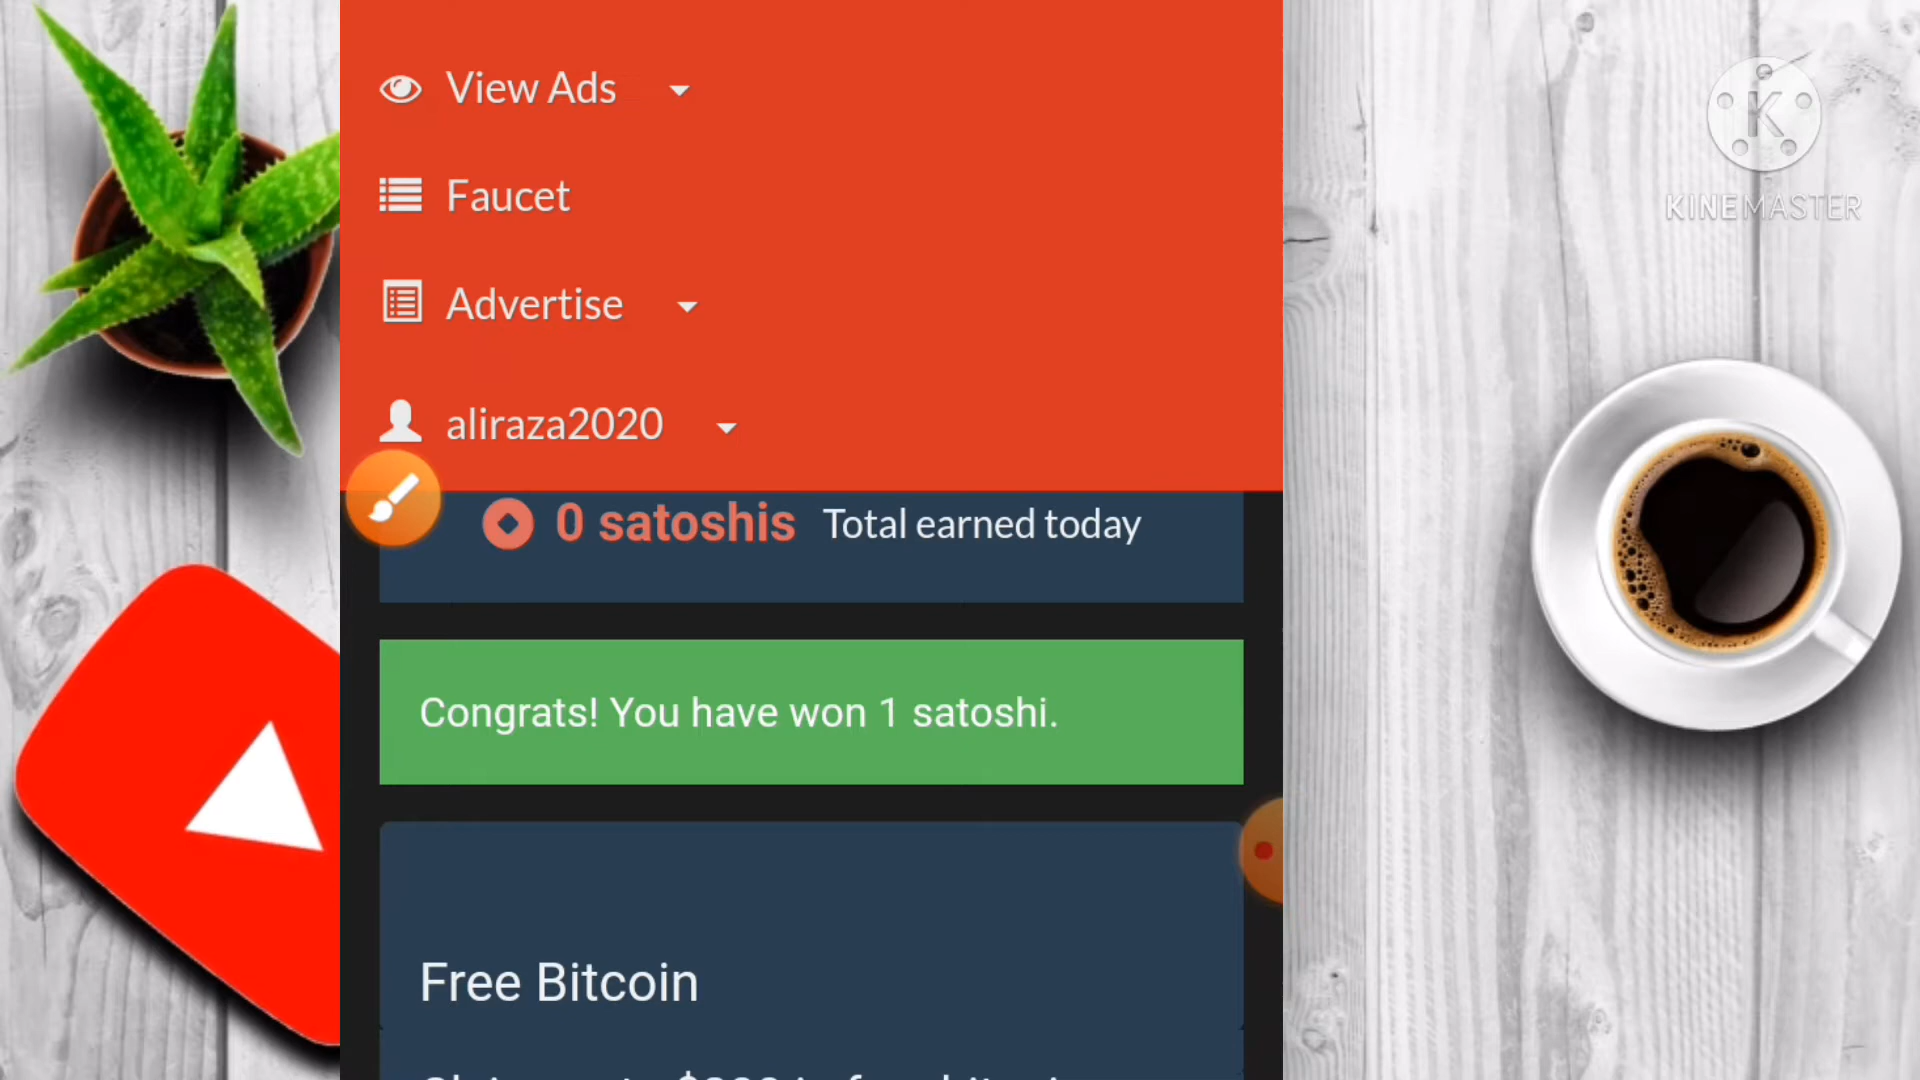 View Ads
KINEMASTER
Faucet
Advertise
aliraza2020
0 satoshis Total earned today
Congrats! You have won 1 satoshi.
Free Bitcoin